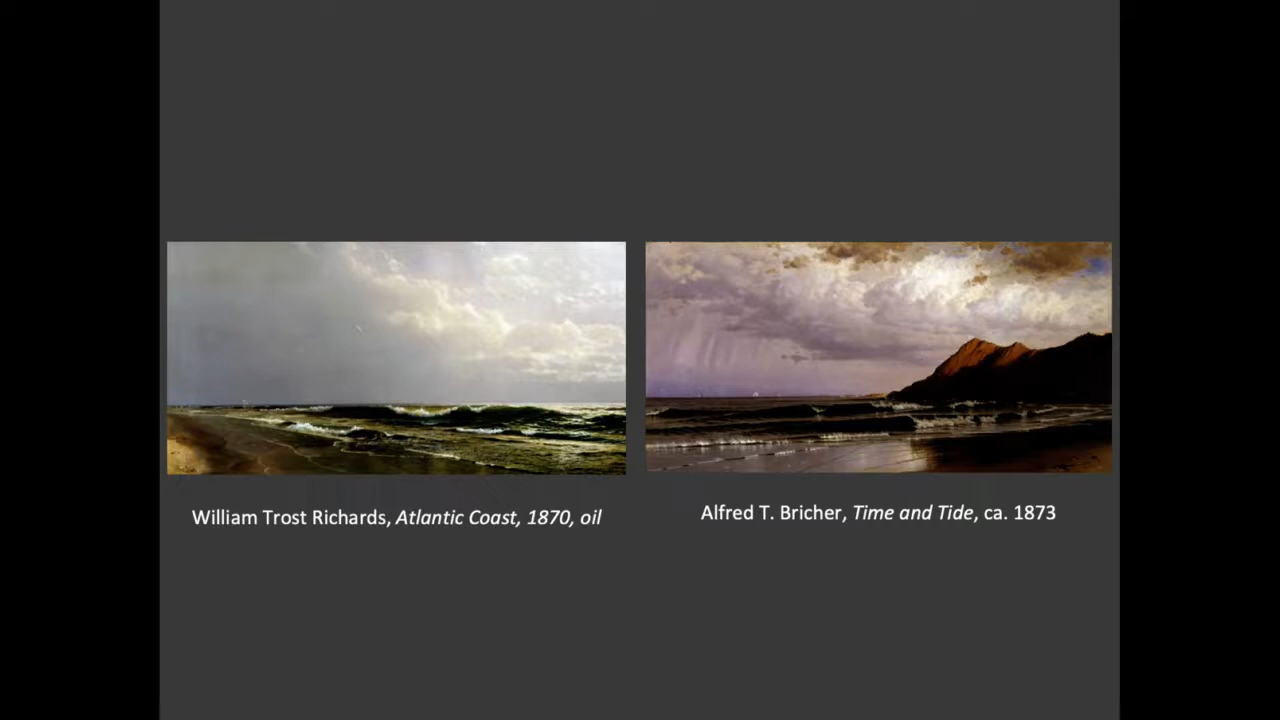 William Trost Richards, Atlantic Coast, 1870, oil
Alfred T. Bricher, Time and Tide, ca. 1873